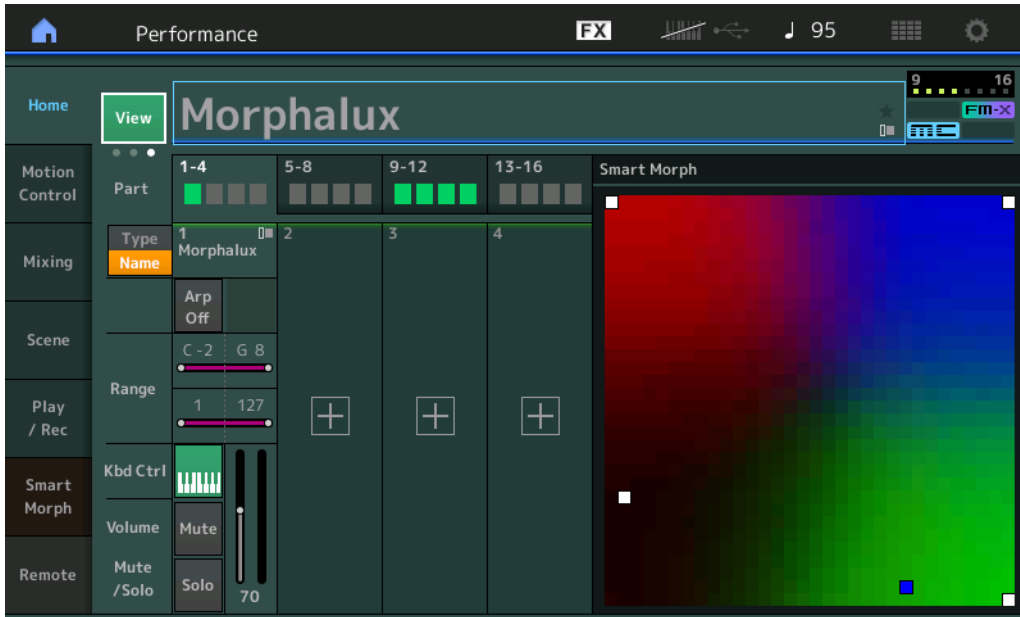 Performance
FX
♩ 95
Home
View
Morphalux
9 16
FM-X
MC
Motion
Control
Part
1-4
5-8
9-12
13-16
Smart Morph
Mixing
Type
Name
1
Morphalux
2
3
4
Arp
Off
Scene
Range
C -2 G 8
1 127
Play
/ Rec
Smart
Morph
Kbd Ctrl
Volume
Mute
Remote
Mute
/Solo
Solo
70